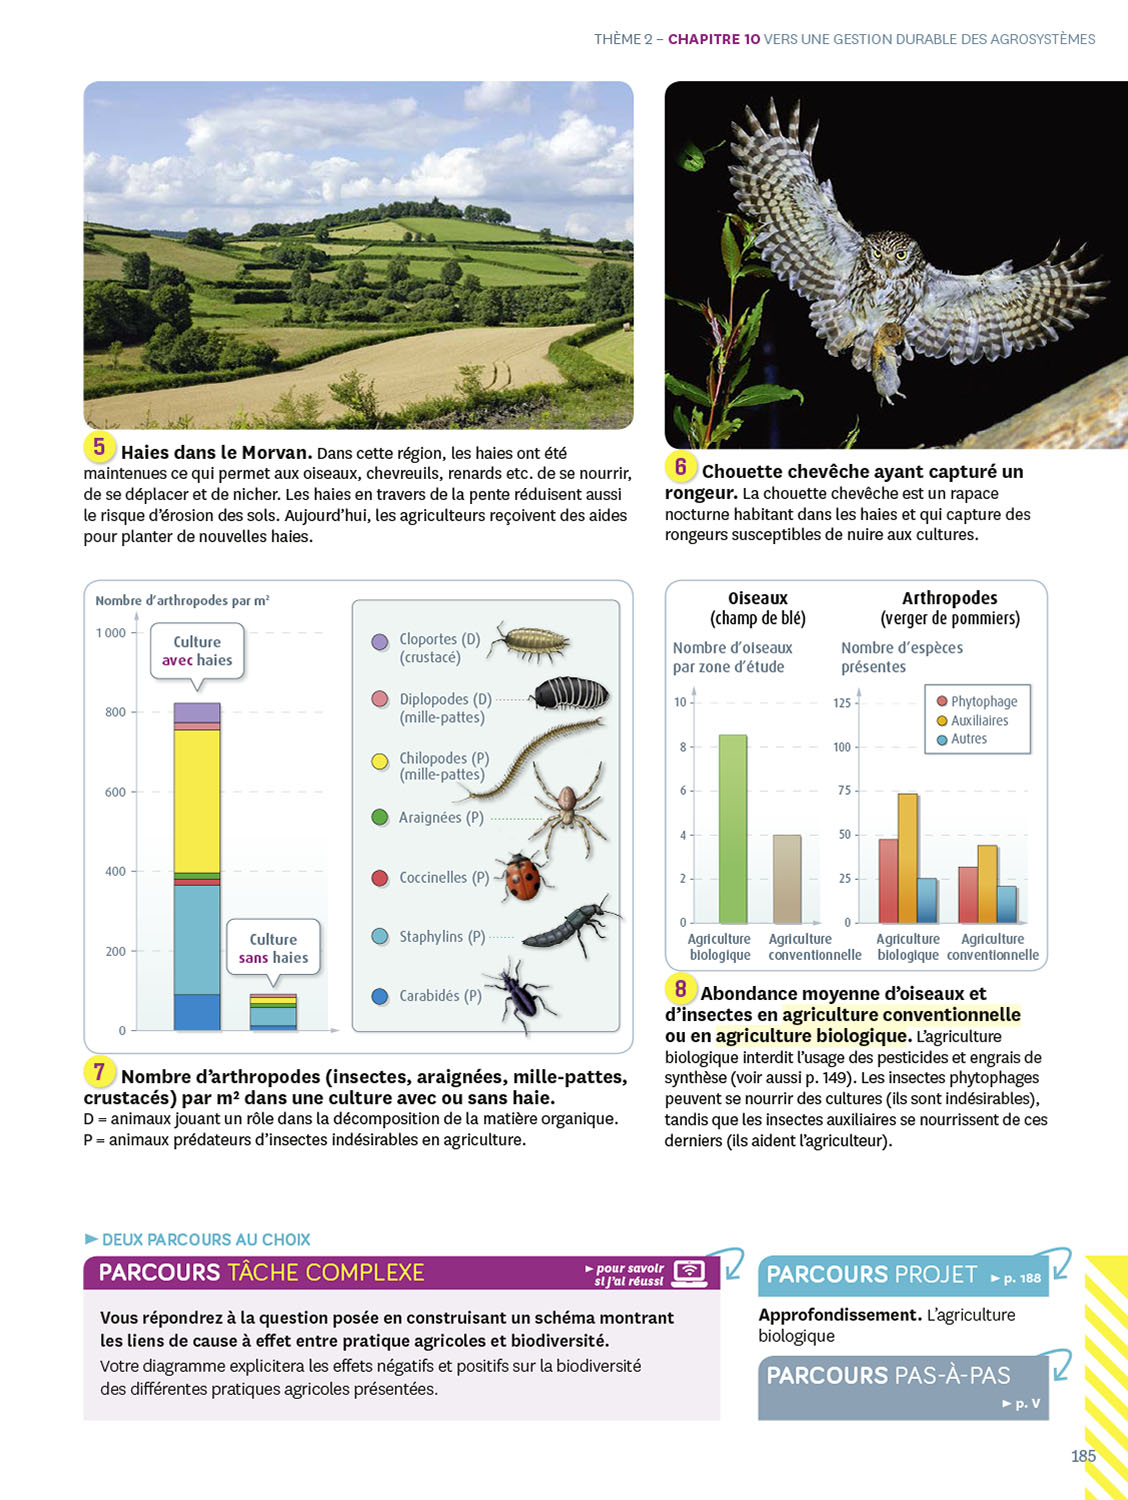 THÈME 2 – CHAPITRE 10 VERS UNE GESTION DURABLE DES AGROSYSTÈMES
5 Haies dans le Morvan. Dans cette région, les haies ont été
maintenues ce qui permet aux oiseaux, chevreuils, renards etc. de se nourrir,
de se déplacer et de nicher. Les haies en travers de la pente réduisent aussi
le risque d'érosion des sols. Aujourd'hui, les agriculteurs reçoivent des aides
pour planter de nouvelles haies.
6 Chouette chevêche ayant capturé un
rongeur. La chouette chevêche est un rapace
nocturne habitant dans les haies et qui capture des
rongeurs susceptibles de nuire aux cultures.
Nombre d'arthropodes par m²
1 000
800
600
400
200
0
Culture
avec haies
Culture
sans haies
Cloportes (D)
(crustacé)
Diplopodes (D)
(mille-pattes)
Chilopodes (P)
(mille-pattes)
Araignées (P)
Coccinelles (P)
Staphylins (P)
Carabidés (P)
7 Nombre d'arthropodes (insectes, araignées, mille-pattes,
crustacés) par m² dans une culture avec ou sans haie.
D = animaux jouant un rôle dans la décomposition de la matière organique.
P = animaux prédateurs d'insectes indésirables en agriculture.
Oiseaux
(champ de blé)
Nombre d'oiseaux
par zone d'étude
10
8
6
4
2
0
Agriculture
biologique
Agriculture
conventionnelle
Arthropodes
(verger de pommiers)
Nombre d'espèces
présentes
125
100
75
50
25
0
Phytophage
Auxiliaires
Autres
Agriculture
biologique
Agriculture
conventionnelle
8 Abondance moyenne d'oiseaux et
d'insectes en agriculture conventionnelle
ou en agriculture biologique. L'agriculture
biologique interdit l'usage des pesticides et engrais de
synthèse (voir aussi p. 149). Les insectes phytophages
peuvent se nourrir des cultures (ils sont indésirables),
tandis que les insectes auxiliaires se nourrissent de ces
derniers (ils aident l'agriculteur).
► DEUX PARCOURS AU CHOIX
PARCOURS TÂCHE COMPLEXE
► pour savoir
si j'ai réussi
Vous répondrez à la question posée en construisant un schéma montrant
les liens de cause à effet entre pratique agricoles et biodiversité.
Votre diagramme explicitera les effets négatifs et positifs sur la biodiversité
des différentes pratiques agricoles présentées.
PARCOURS PROJET ► p. 188
Approfondissement. L'agriculture
biologique
PARCOURS PAS-À-PAS
► p. V
185